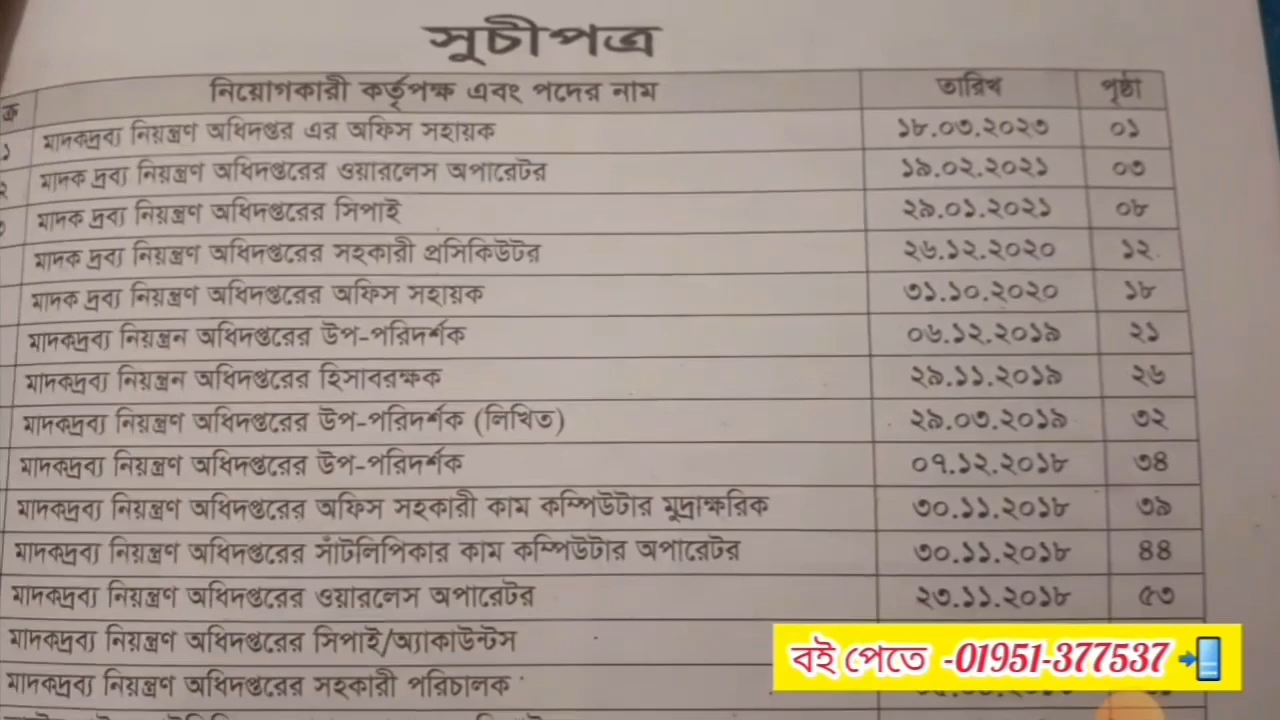 সূচীপত্র
ক্র নিয়োগকারী কর্তৃপক্ষ এবং পদের নাম তারিখ পৃষ্ঠা
১ মাদকদ্রব্য নিয়ন্ত্রণ অধিদপ্তর এর অফিস সহায়ক ১৮.০৩.২০২৩ ০১
২ মাদক দ্রব্য নিয়ন্ত্রণ অধিদপ্তরের ওয়ারলেস অপারেটর ১৯.০২.২০২১ ০৩
মাদক দ্রব্য নিয়ন্ত্রণ অধিদপ্তরের সিপাই ২৯.০১.২০২১ ০৮
মাদক দ্রব্য নিয়ন্ত্রণ অধিদপ্তরের সহকারী প্রসিকিউটর ২৬.১২.২০২০ ১২
মাদক দ্রব্য নিয়ন্ত্রণ অধিদপ্তরের অফিস সহায়ক ৩১.১০.২০২০ ১৮
মাদকদ্রব্য নিয়ন্ত্রন অধিদপ্তরের উপ-পরিদর্শক ০৬.১২.২০১৯ ২১
মাদকদ্রব্য নিয়ন্ত্রন অধিদপ্তরের হিসাবরক্ষক ২৯.১১.২০১৯ ২৬
মাদকদ্রব্য নিয়ন্ত্রণ অধিদপ্তরের উপ-পরিদর্শক (লিখিত) ২৯.০৩.২০১৯ ৩২
মাদকদ্রব্য নিয়ন্ত্রণ অধিদপ্তরের উপ-পরিদর্শক ০৭.১২.২০১৮ ৩৪
মাদকদ্রব্য নিয়ন্ত্রণ অধিদপ্তরের অফিস সহকারী কাম কম্পিউটার মুদ্রাক্ষরিক ৩০.১১.২০১৮ ৩৯
মাদকদ্রব্য নিয়ন্ত্রণ অধিদপ্তরের সাঁটলিপিকার কাম কম্পিউটার অপারেটর ৩০.১১.২০১৮ ৪৪
মাদকদ্রব্য নিয়ন্ত্রণ অধিদপ্তরের ওয়ারলেস অপারেটর ২৩.১১.২০১৮ ৫৩
মাদকদ্রব্য নিয়ন্ত্রণ অধিদপ্তরের সিপাই/অ্যাকাউন্টস
বই পেতে -01951-377537
মাদকদ্রব্য নিয়ন্ত্রণ অধিদপ্তরের সহকারী পরিচালক